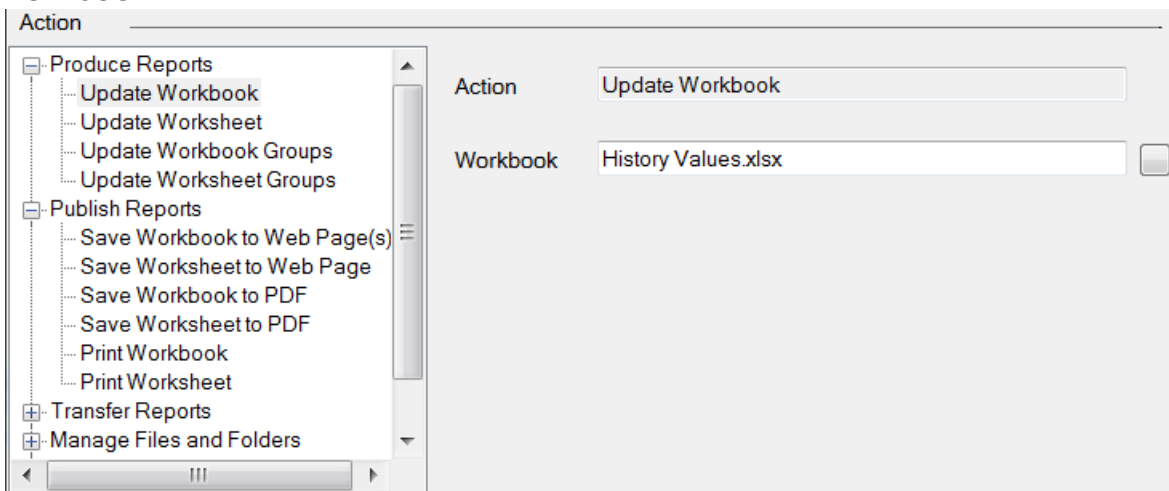 Action
Produce Reports
Update Workbook
Update Worksheet
Update Workbook Groups
Update Worksheet Groups
Publish Reports
Save Workbook to Web Page(s)
Save Worksheet to Web Page
Save Workbook to PDF
Save Worksheet to PDF
Print Workbook
Print Worksheet
Transfer Reports
Manage Files and Folders
Action Update Workbook
Workbook History Values.xlsx